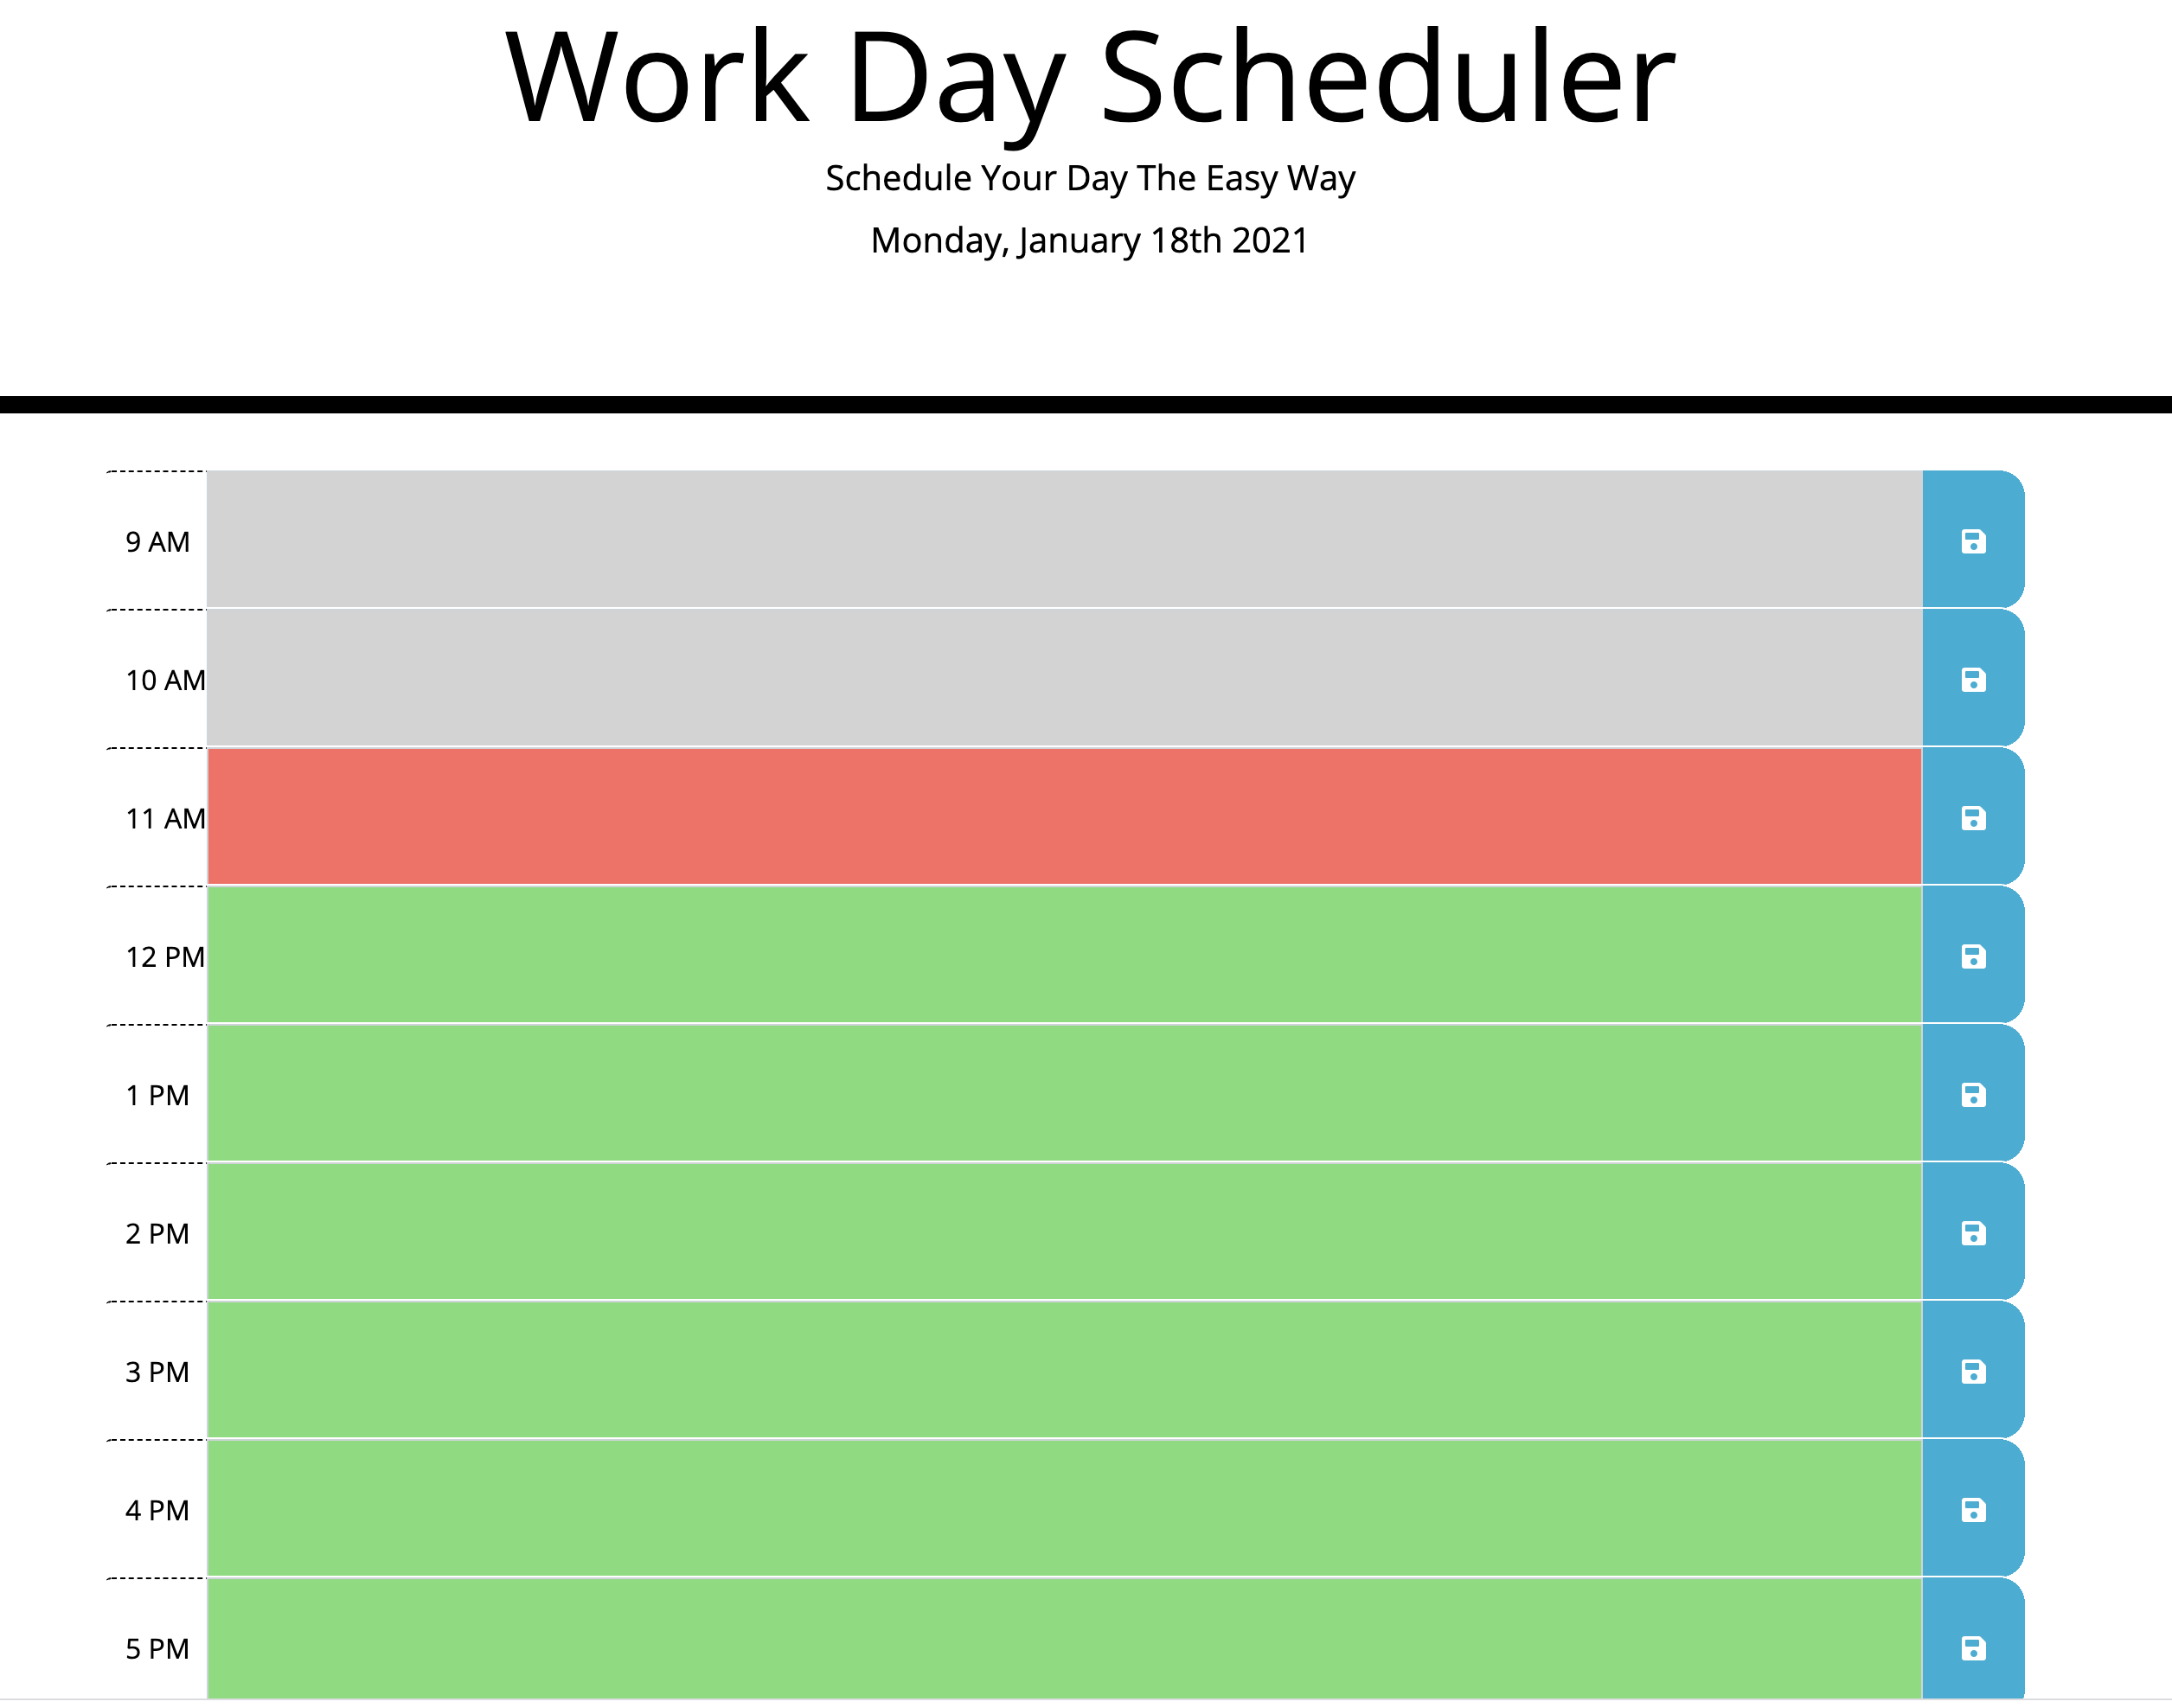 Work Day Scheduler
Schedule Your Day The Easy Way
Monday, January 18th 2021
9 AM
10 AM
11 AM
12 PM
1 PM
2 PM
3 PM
4 PM
5 PM